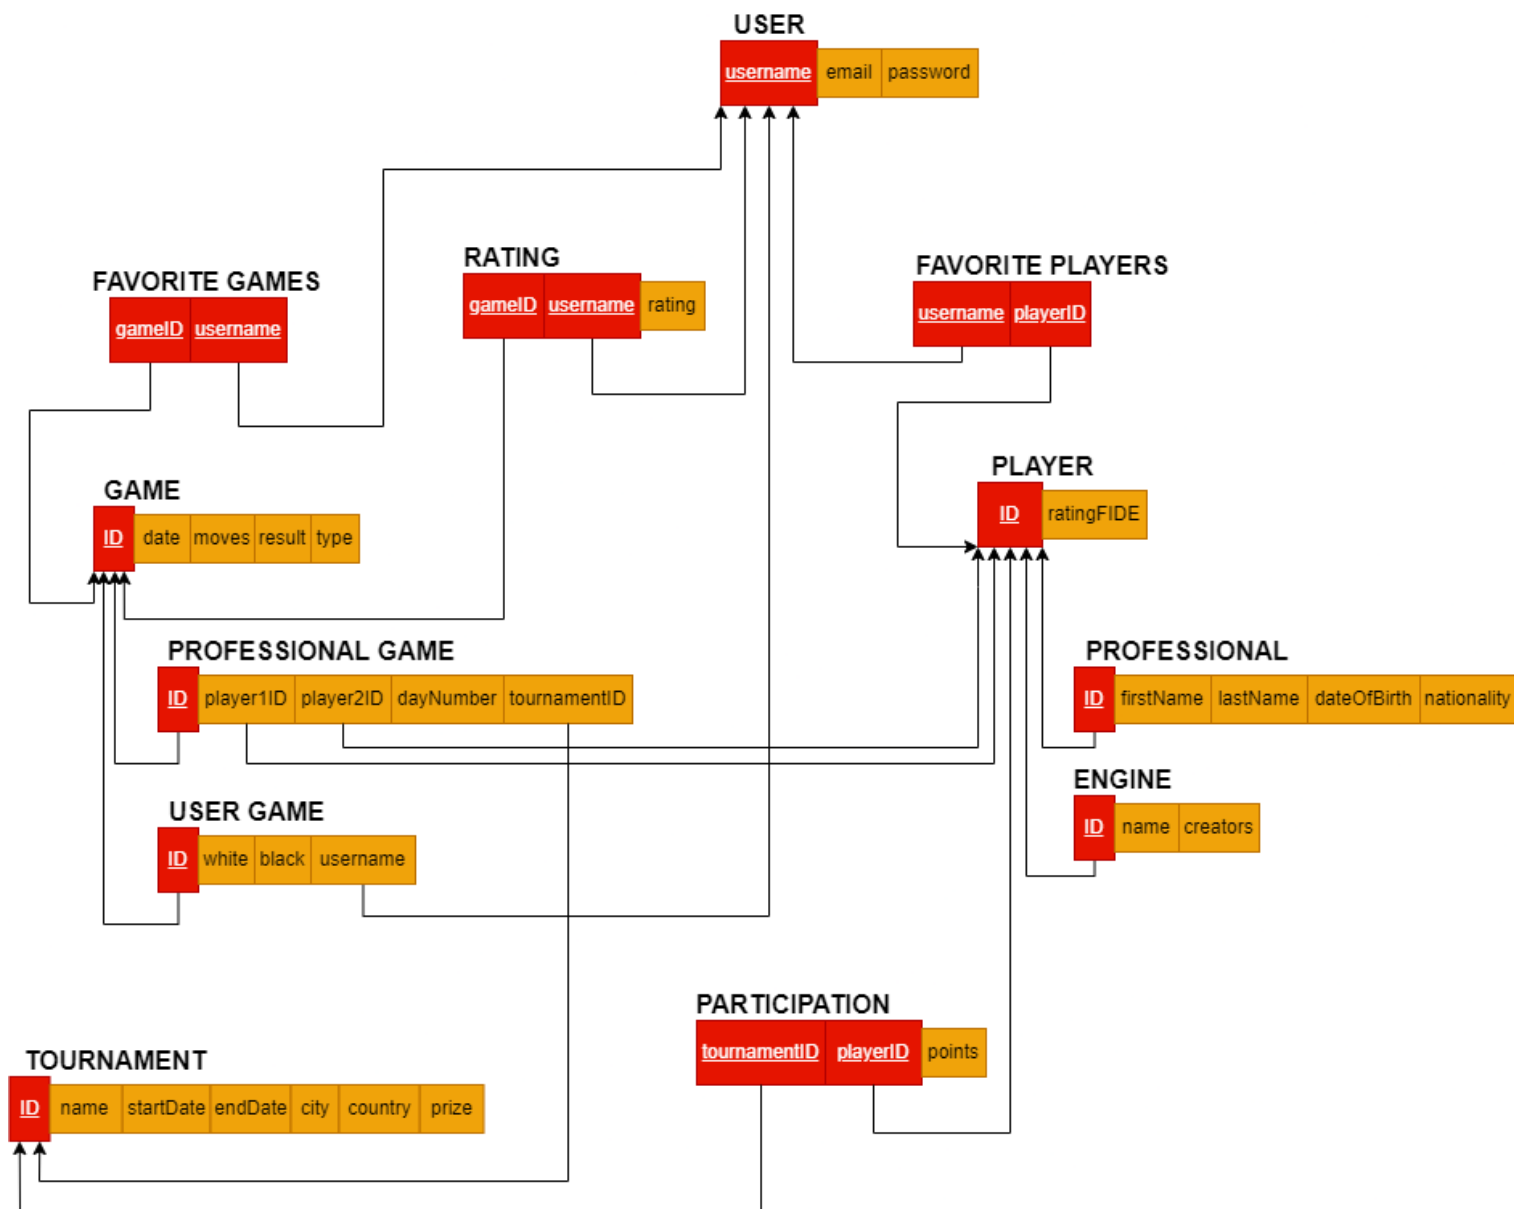 USER
username email password
FAVORITE GAMES
gameID username
RATING
gameID username rating
FAVORITE PLAYERS
username playerID
GAME
ID date moves result type
PLAYER
ID ratingFIDE
PROFESSIONAL GAME
ID player1ID player2ID dayNumber tournamentID
PROFESSIONAL
ID firstName lastName dateOfBirth nationality
USER GAME
ID white black username
ENGINE
ID name creators
TOURNAMENT
ID name startDate endDate city country prize
PARTICIPATION
tournamentID playerID points